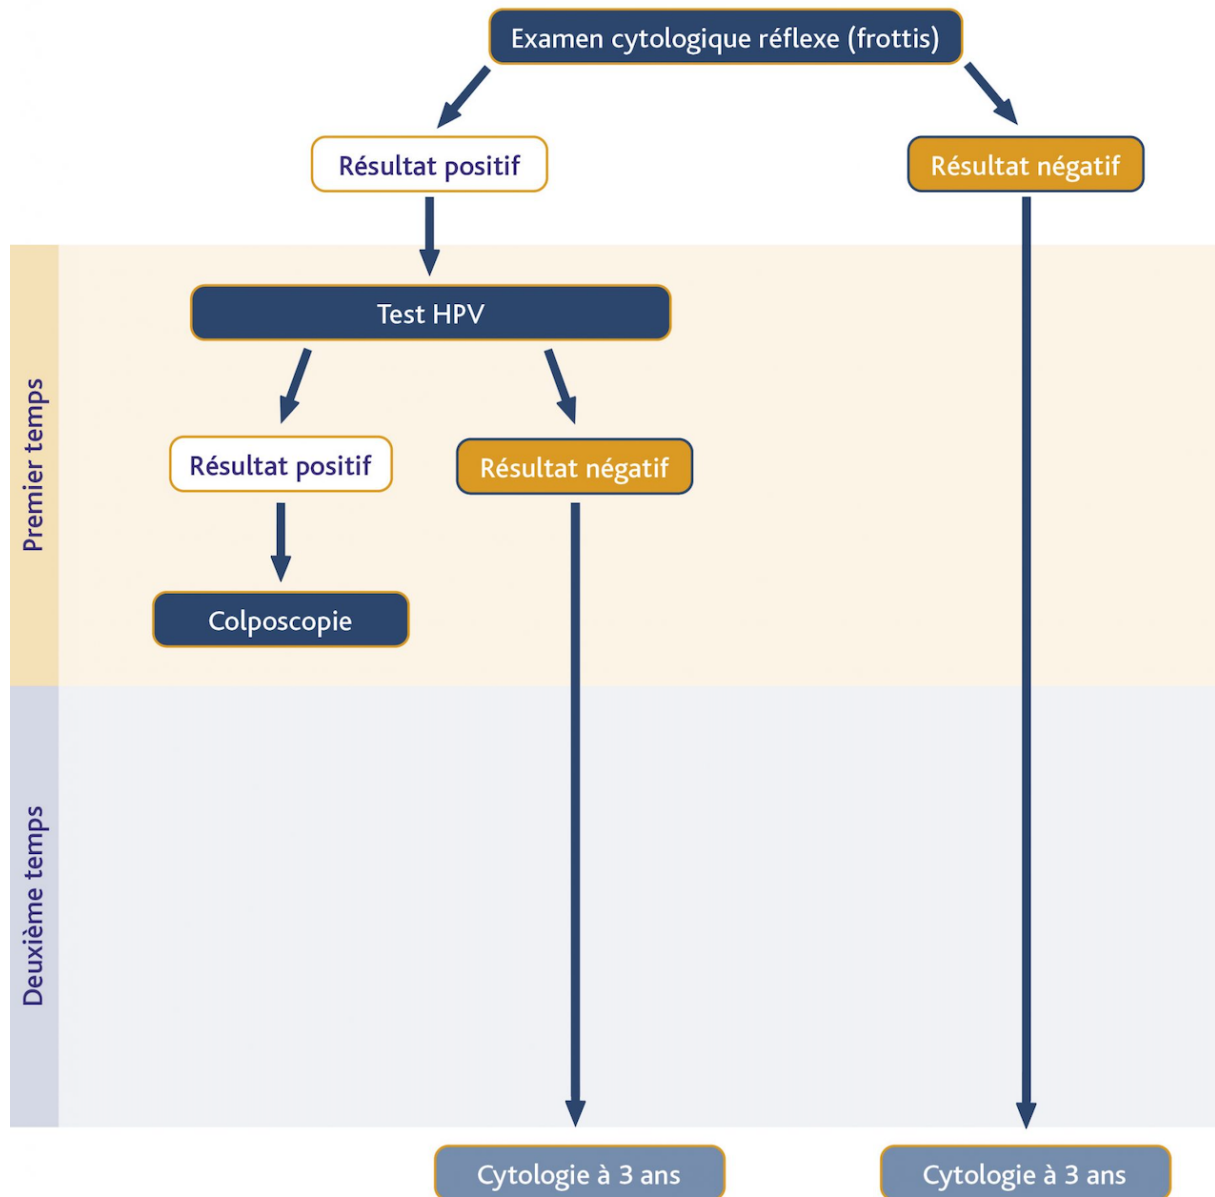 Examen cytologique réflexe (frottis)
Résultat positif
Résultat négatif
Premier temps
Test HPV
Résultat positif
Résultat négatif
Colposcopie
Deuxième temps
Cytologie à 3 ans
Cytologie à 3 ans